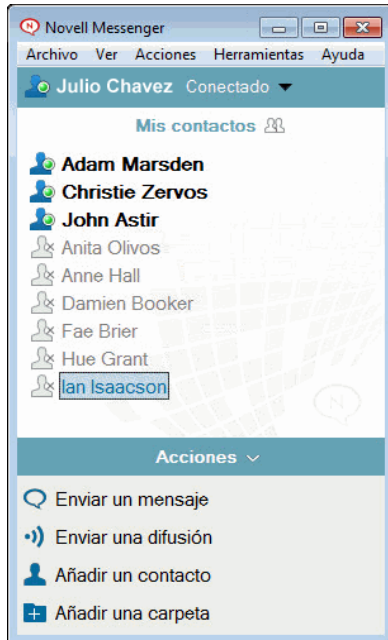 Novell Messenger
Archivo Ver Acciones Herramientas Ayuda
Julio Chavez Conectado
Mis contactos
Adam Marsden
Christie Zervos
John Astir
Anita Olivos
Anne Hall
Damien Booker
Fae Brier
Hue Grant
Ian Isaacson
Acciones
Enviar un mensaje
Enviar una difusión
Añadir un contacto
Añadir una carpeta